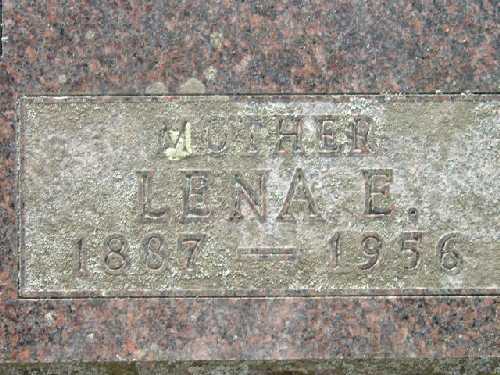 MOTHER
LENA E.
1887 — 1956